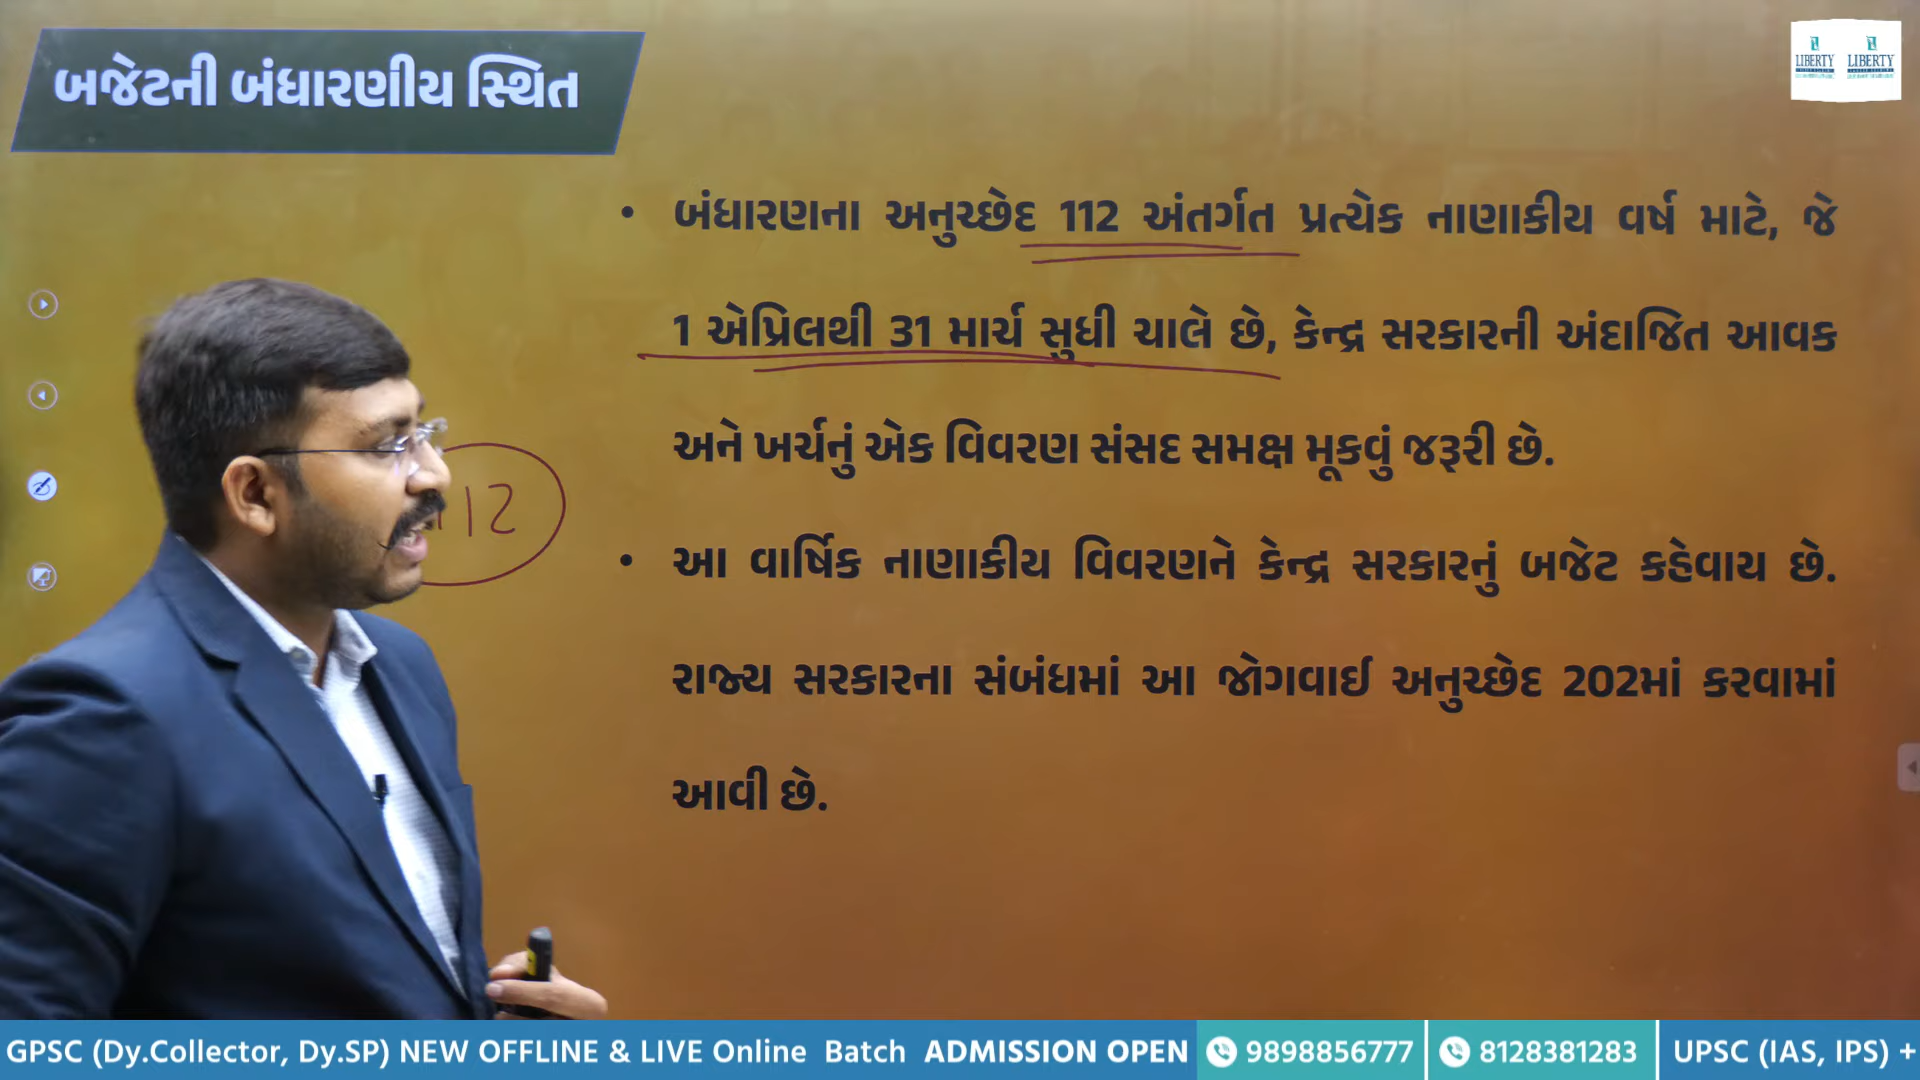 બજેટની બંધારણીય સ્થિત
LIBERTY LIBERTY
• બંધારણના અનુચ્છેદ 112 અંતર્ગત પ્રત્યેક નાણાકીય વર્ષ માટે, જે
1 એપ્રિલથી 31 માર્ચ સુધી ચાલે છે, કેન્દ્ર સરકારની અંદાજિત આવક
અને ખર્ચનું એક વિવરણ સંસદ સમક્ષ મૂકવું જરૂરી છે.
12
• આ વાર્ષિક નાણાકીય વિવરણને કેન્દ્ર સરકારનું બજેટ કહેવાય છે.
રાજ્ય સરકારના સંબંધમાં આ જોગવાઈ અનુચ્છેદ 202માં કરવામાં
આવી છે.
GPSC (Dy.Collector, Dy.SP) NEW OFFLINE & LIVE Online Batch ADMISSION OPEN 9898856777 8128381283 UPSC (IAS, IPS) +